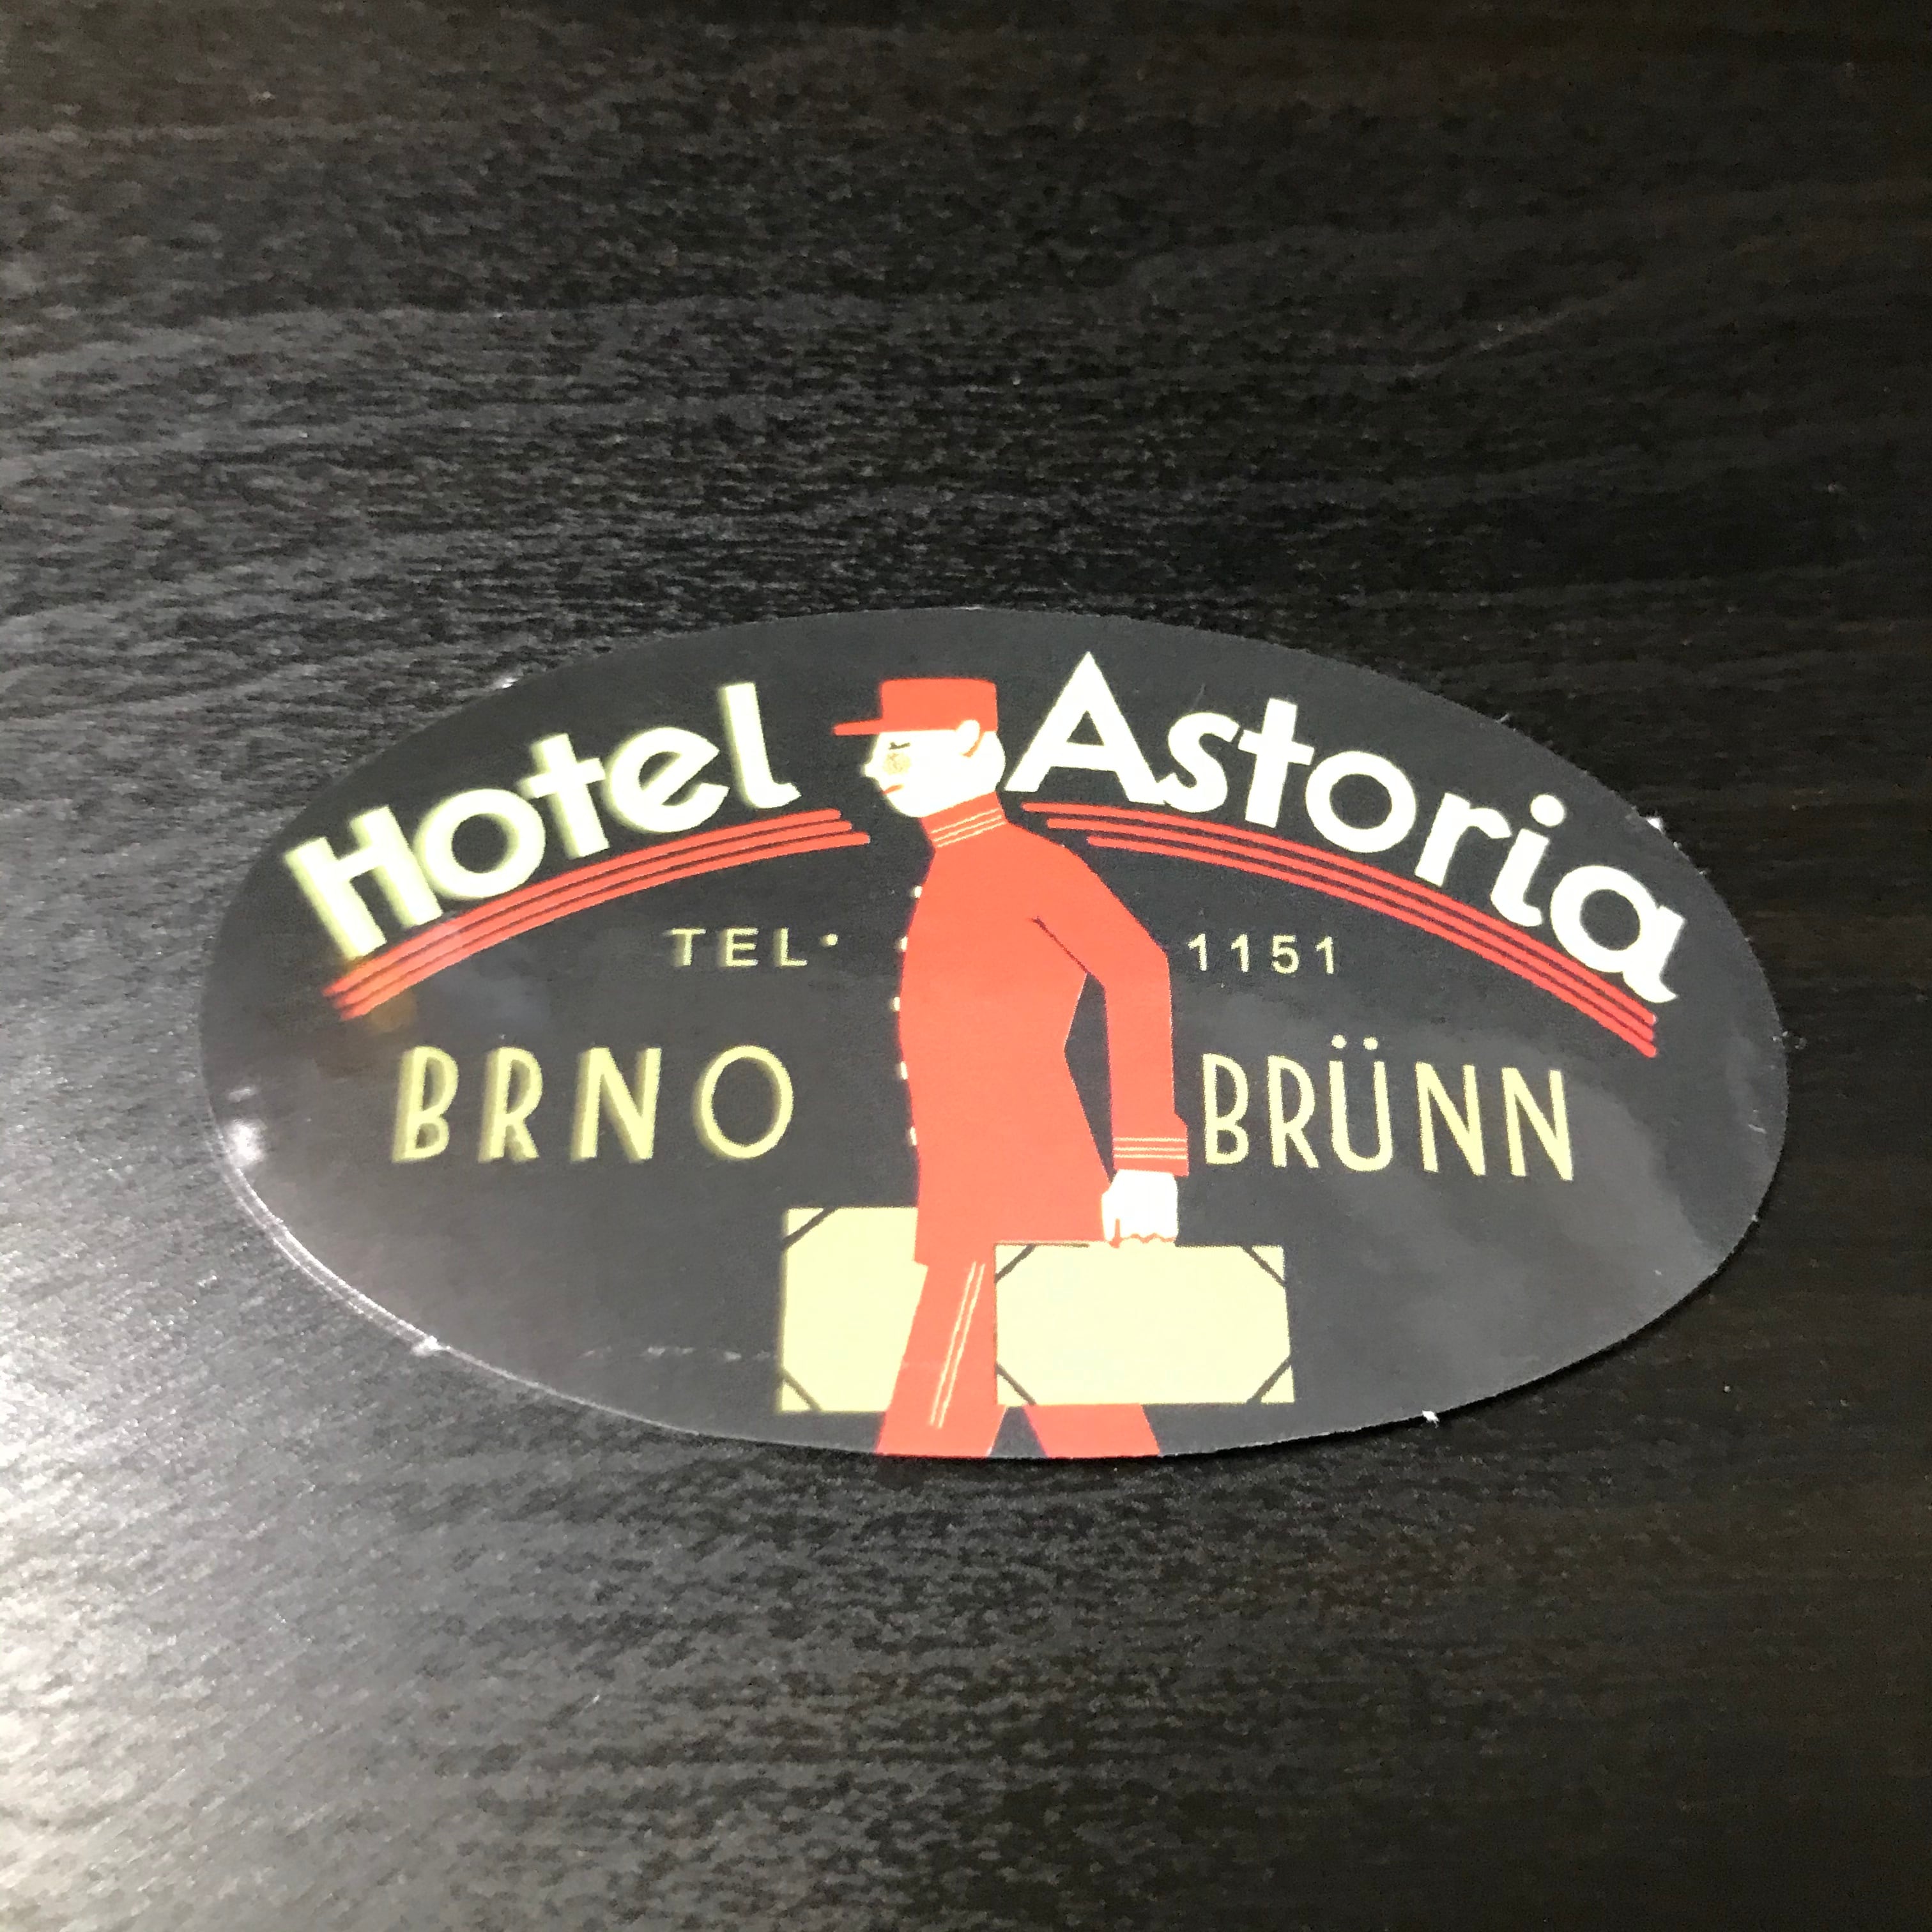 Hotel Astoria
TEL· 1151
BRNO BRÜNN